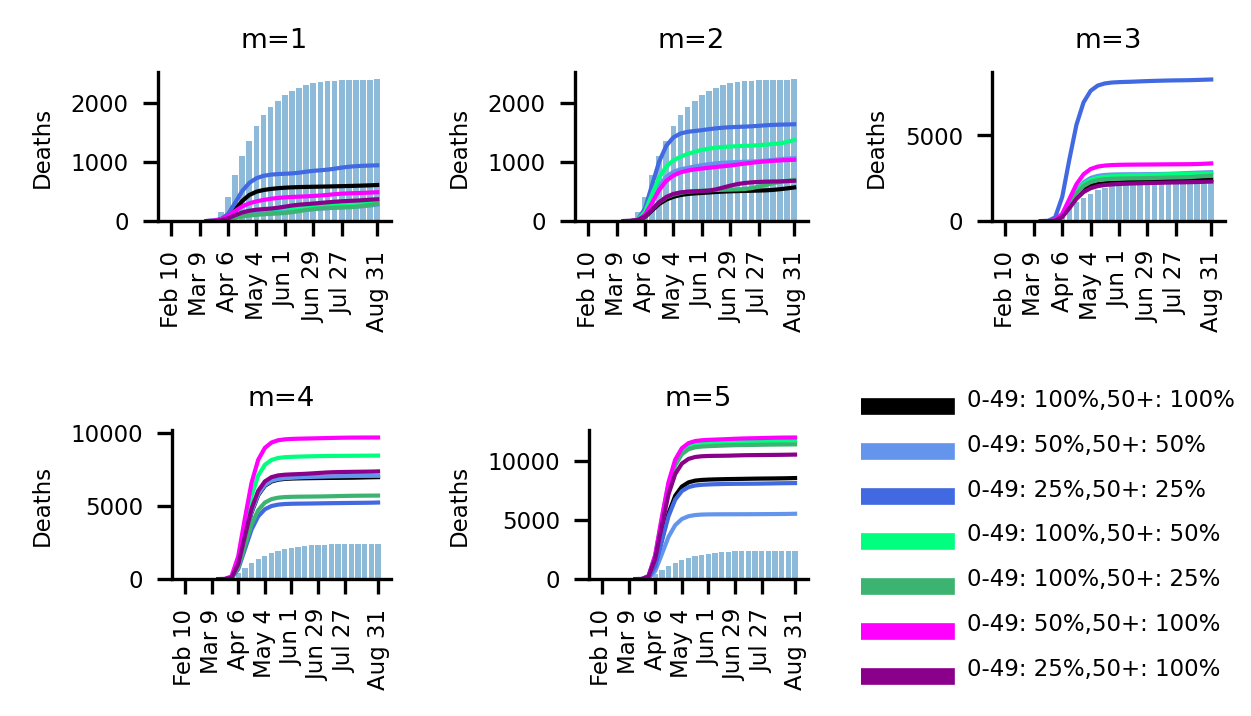 m=1
Deaths
2000
1000
0
Feb 10
Mar 9
Apr 6
May 4
Jun 1
Jun 29
Jul 27
Aug 31
m=2
Deaths
2000
1000
0
Feb 10
Mar 9
Apr 6
May 4
Jun 1
Jun 29
Jul 27
Aug 31
m=3
Deaths
5000
0
Feb 10
Mar 9
Apr 6
May 4
Jun 1
Jun 29
Jul 27
Aug 31
m=4
Deaths
10000
5000
0
Feb 10
Mar 9
Apr 6
May 4
Jun 1
Jun 29
Jul 27
Aug 31
m=5
Deaths
10000
5000
0
Feb 10
Mar 9
Apr 6
May 4
Jun 1
Jun 29
Jul 27
Aug 31
0-49: 100%,50+: 100%
0-49: 50%,50+: 50%
0-49: 25%,50+: 25%
0-49: 100%,50+: 50%
0-49: 100%,50+: 25%
0-49: 50%,50+: 100%
0-49: 25%,50+: 100%